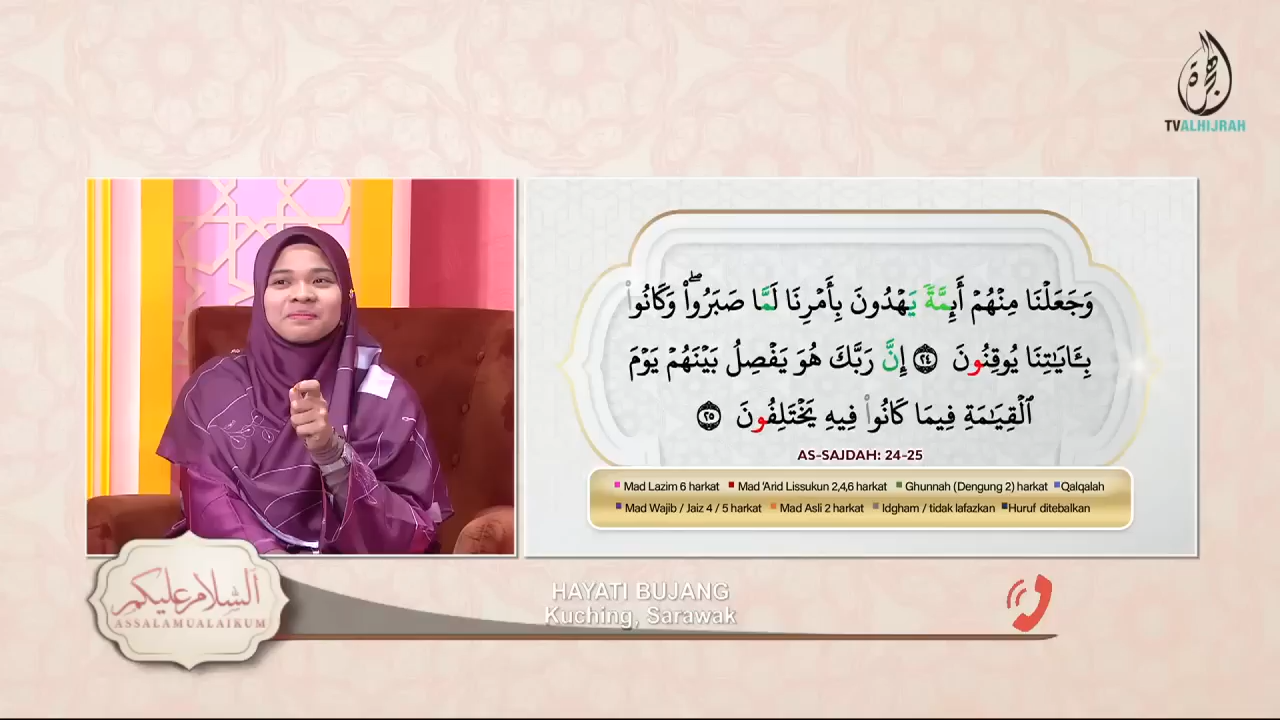 هجرة
TVALHIJRAH
وَجَعَلْنَا مِنْهُمْ أَئِمَّةً يَهْدُونَ بِأَمْرِنَا لَمَّا صَبَرُوا۟ ۖ وَكَانُوا۟
بِـَٔايَـٰتِنَا يُوقِنُونَ ٢٤ إِنَّ رَبَّكَ هُوَ يَفْصِلُ بَيْنَهُمْ يَوْمَ
ٱلْقِيَـٰمَةِ فِيمَا كَانُوا۟ فِيهِ يَخْتَلِفُونَ ٢٥
AS-SAJDAH: 24-25
Mad Lazim 6 harkat Mad 'Arid Lissukun 2,4,6 harkat Ghunnah (Dengung 2) harkat Qalqalah
Mad Wajib / Jaiz 4 / 5 harkat Mad Asli 2 harkat Idgham / tidak lafazkan Huruf ditebalkan
السلام عليكم
ASSALAMUALAIKUM
HAYATI BUJANG
Kuching, Sarawak